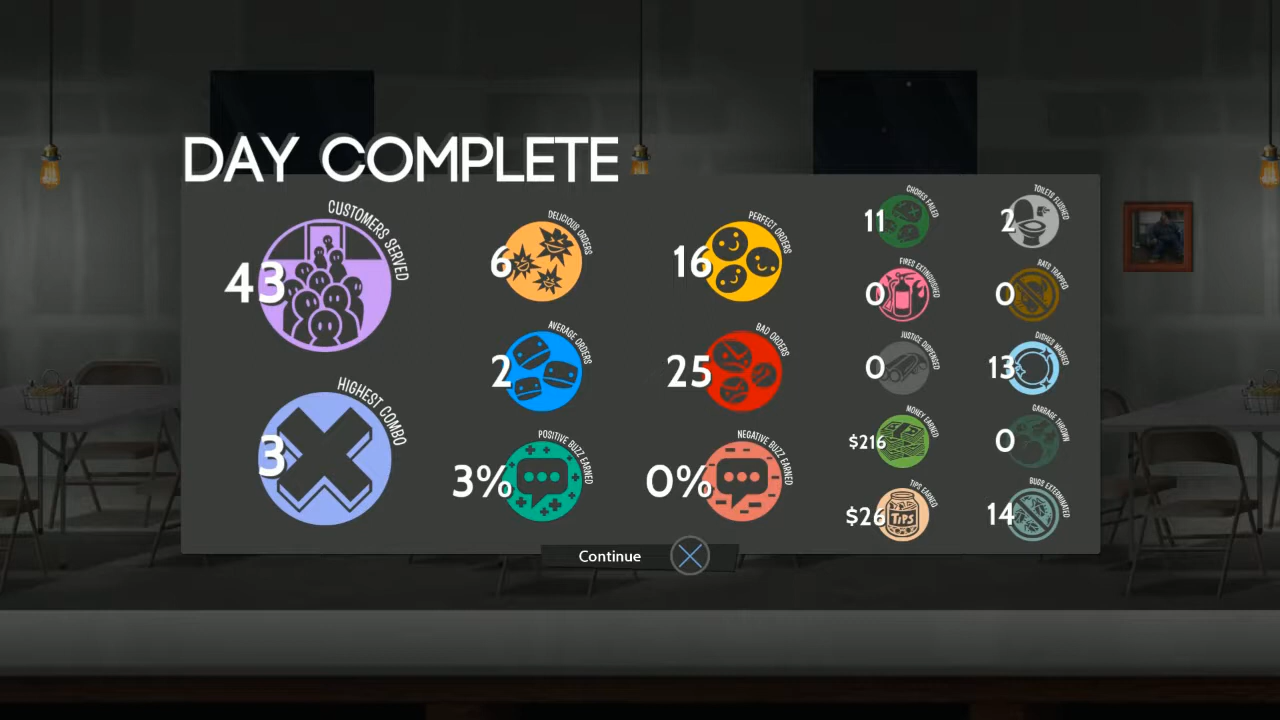 DAY COMPLETE
CUSTOMERS SERVED
43
HIGHEST COMBO
3
DELICIOUS ORDERS
6
PERFECT ORDERS
16
AVERAGE ORDERS
2
BAD ORDERS
25
POSITIVE BUZZ EARNED
3%
NEGATIVE BUZZ EARNED
0%
CHORES FAILED
11
TOILETS FLUSHED
2
FIRES EXTINGUISHED
0
RATS TRAPPED
0
JUSTICE DISPENSED
0
DISHES WASHED
13
MONEY EARNED
$216
GARBAGE THROWN
0
TIPS EARNED
$26
TIPS
BUGS EXTERMINATED
14
Continue